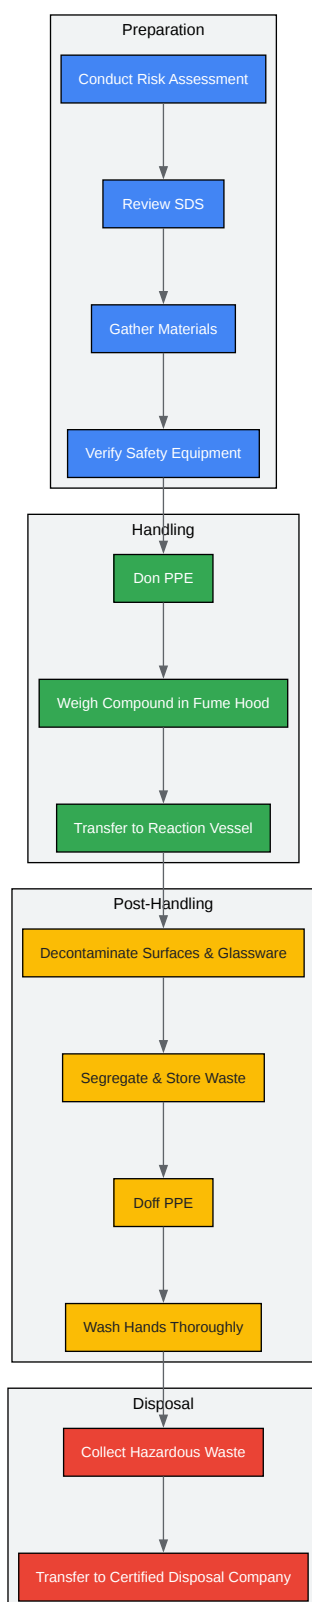 Preparation
Conduct Risk Assessment
Review SDS
Gather Materials
Verify Safety Equipment
Handling
Don PPE
Weigh Compound in Fume Hood
Transfer to Reaction Vessel
Post-Handling
Decontaminate Surfaces & Glassware
Segregate & Store Waste
Doff PPE
Wash Hands Thoroughly
Disposal
Collect Hazardous Waste
Transfer to Certified Disposal Company